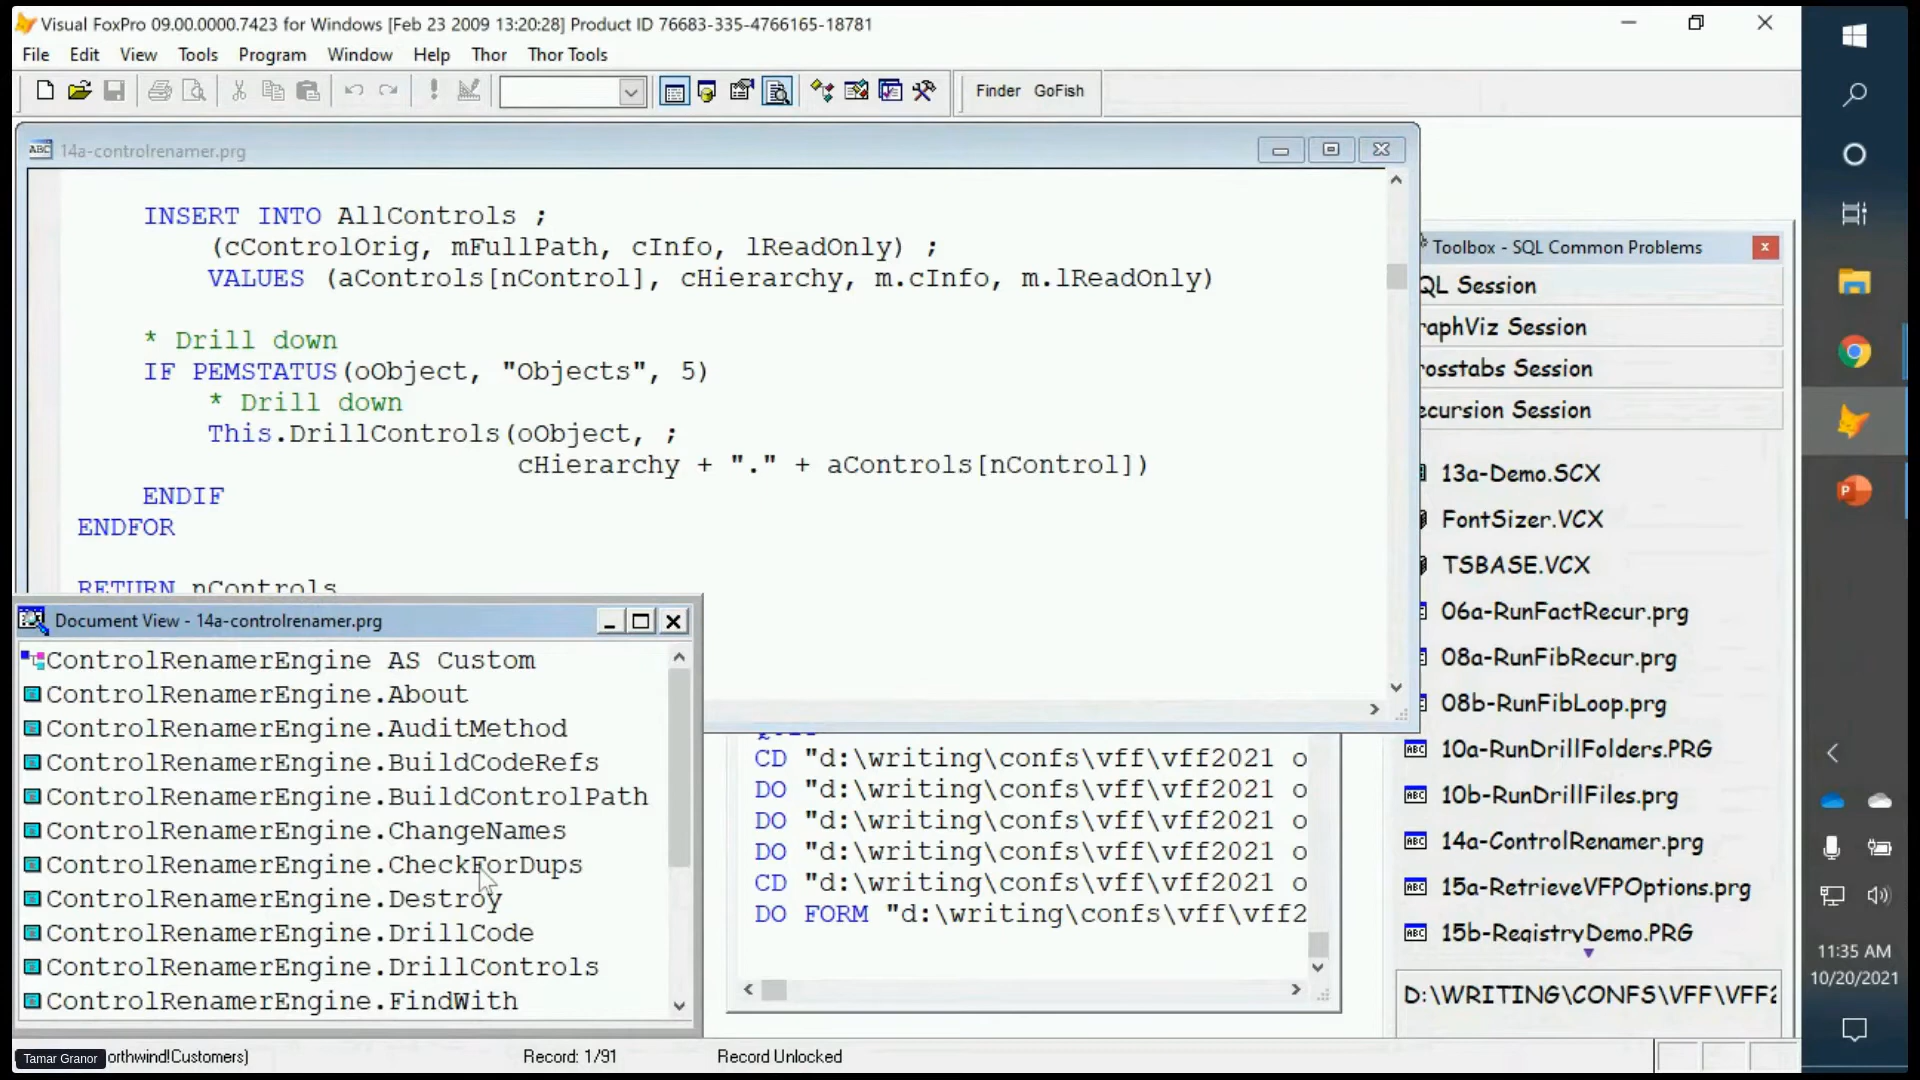 Visual FoxPro 09.00.0000.7423 for Windows [Feb 23 2009 13:20:28] Product ID 76683-335-4766165-18781
File Edit View Tools Program Window Help Thor Thor Tools
Finder GoFish
14a-controlrenamer.prg
INSERT INTO AllControls ;
(cControlOrig, mFullPath, cInfo, lReadOnly) ;
VALUES (aControls[nControl], cHierarchy, m.cInfo, m.lReadOnly)
* Drill down
IF PEMSTATUS(oObject, "Objects", 5)
* Drill down
This.DrillControls(oObject, ;
cHierarchy + "." + aControls[nControl])
ENDIF
ENDFOR
RETURN nControls
Document View - 14a-controlrenamer.prg
ControlRenamerEngine AS Custom
ControlRenamerEngine.About
ControlRenamerEngine.AuditMethod
ControlRenamerEngine.BuildCodeRefs
ControlRenamerEngine.BuildControlPath
ControlRenamerEngine.ChangeNames
ControlRenamerEngine.CheckForDups
ControlRenamerEngine.Destroy
ControlRenamerEngine.DrillCode
ControlRenamerEngine.DrillControls
ControlRenamerEngine.FindWith
CD "d:\writing\confs\vff\vff2021 o
DO "d:\writing\confs\vff\vff2021 o
DO "d:\writing\confs\vff\vff2021 o
DO "d:\writing\confs\vff\vff2021 o
CD "d:\writing\confs\vff\vff2021 o
DO FORM "d:\writing\confs\vff\vff2
Toolbox - SQL Common Problems
QL Session
raphViz Session
rosstabs Session
ecursion Session
13a-Demo.SCX
FontSizer.VCX
TSBASE.VCX
06a-RunFactRecur.prg
08a-RunFibRecur.prg
08b-RunFibLoop.prg
10a-RunDrillFolders.PRG
10b-RunDrillFiles.prg
14a-ControlRenamer.prg
15a-RetrieveVFPOptions.prg
15b-RegistryDemo.PRG
D:\WRITING\CONFS\VFF\VFF2
11:35 AM
10/20/2021
Tamar Granor
orthwind!Customers) Record: 1/91 Record Unlocked